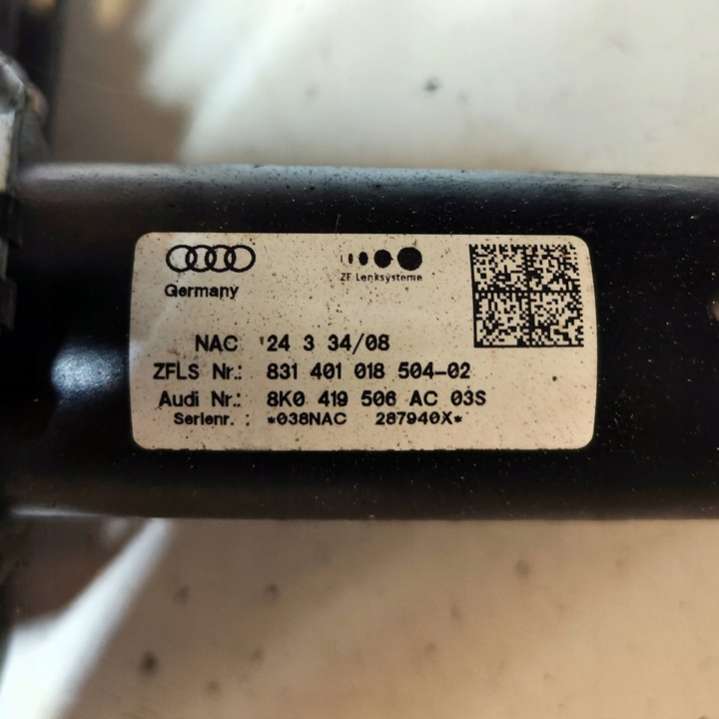 Germany
ZF Lenksysteme
NAC '24 3 34/08
ZFLS Nr.: 831 401 018 504-02
Audi Nr.: 8K0 419 506 AC 03S
Serienr. : *038NAC 287940X*